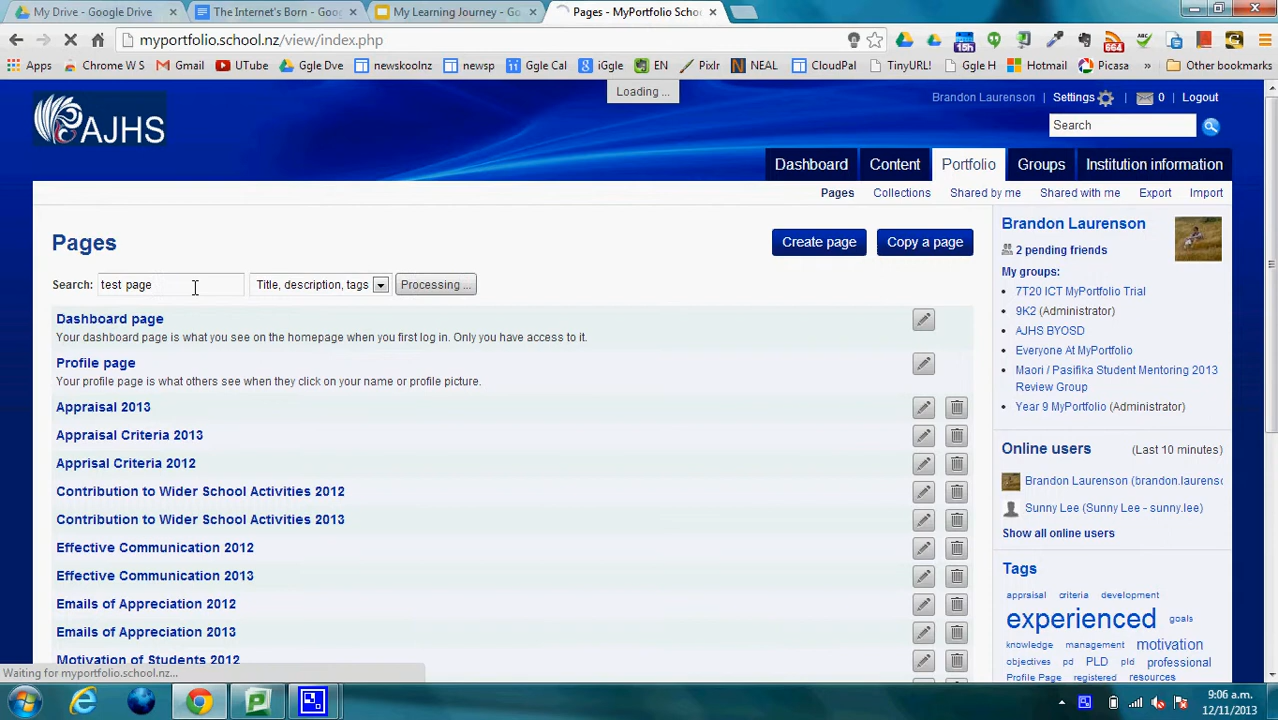 My Drive - Google Drive
The Internet's Born - Google
My Learning Journey - Go
Pages - MyPortfolio Scho
myportfolio.school.nz/view/index.php
15h
664
Apps
Chrome W S
Gmail
UTube
Ggle Dve
newskoolnz
newsp
11
Ggle Cal
iGgle
EN
Pixlr
NEAL
CloudPal
TinyURL!
Ggle H
Hotmail
Picasa
»
Other bookmarks
Loading ...
AJHS
Brandon Laurenson
Settings
0
Logout
Search
Dashboard
Content
Portfolio
Groups
Institution information
Pages
Collections
Shared by me
Shared with me
Export
Import
Pages
Create page
Copy a page
Search:
test page
Title, description, tags
Processing ...
Dashboard page
Your dashboard page is what you see on the homepage when you first log in. Only you have access to it.
Profile page
Your profile page is what others see when they click on your name or profile picture.
Appraisal 2013
Appraisal Criteria 2013
Apprisal Criteria 2012
Contribution to Wider School Activities 2012
Contribution to Wider School Activities 2013
Effective Communication 2012
Effective Communication 2013
Emails of Appreciation 2012
Emails of Appreciation 2013
Motivation of Students 2012
Brandon Laurenson
2 pending friends
My groups:
7T20 ICT MyPortfolio Trial
9K2 (Administrator)
AJHS BYOSD
Everyone At MyPortfolio
Maori / Pasifika Student Mentoring 2013
Review Group
Year 9 MyPortfolio (Administrator)
Online users
(Last 10 minutes)
Brandon Laurenson (brandon.laurenso
Sunny Lee (Sunny Lee - sunny.lee)
Show all online users
Tags
appraisal criteria development
experienced goals
knowledge management motivation
objectives pd PLD pld professional
Profile Page registered resources
Waiting for myportfolio.school.nz...
9:06 a.m.
12/11/2013